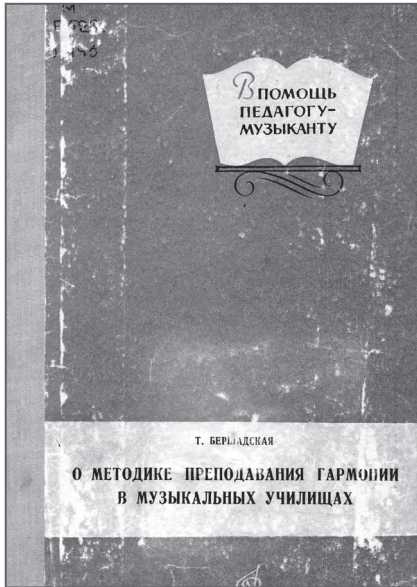 В ПОМОЩЬ
ПЕДАГОГУ-
МУЗЫКАНТУ
Т. БЕРШАДСКАЯ
О МЕТОДИКЕ ПРЕПОДАВАНИЯ ГАРМОНИИ
В МУЗЫКАЛЬНЫХ УЧИЛИЩАХ